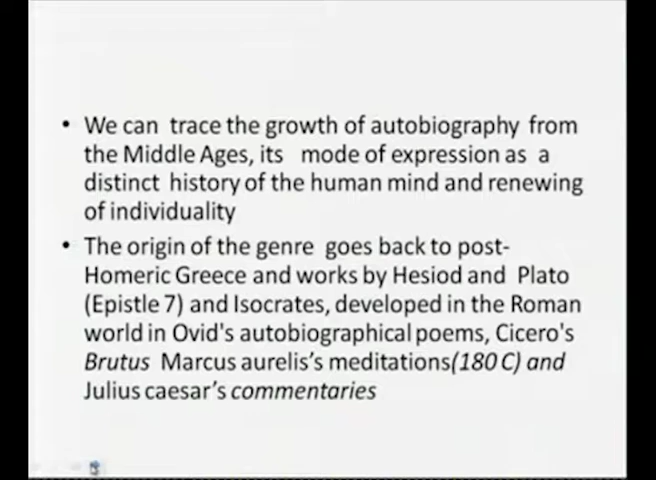 • We can trace the growth of autobiography from
the Middle Ages, its mode of expression as a
distinct history of the human mind and renewing
of individuality
• The origin of the genre goes back to post-
Homeric Greece and works by Hesiod and Plato
(Epistle 7) and Isocrates, developed in the Roman
world in Ovid's autobiographical poems, Cicero's
Brutus Marcus aurelis's meditations(180 C) and
Julius caesar's commentaries